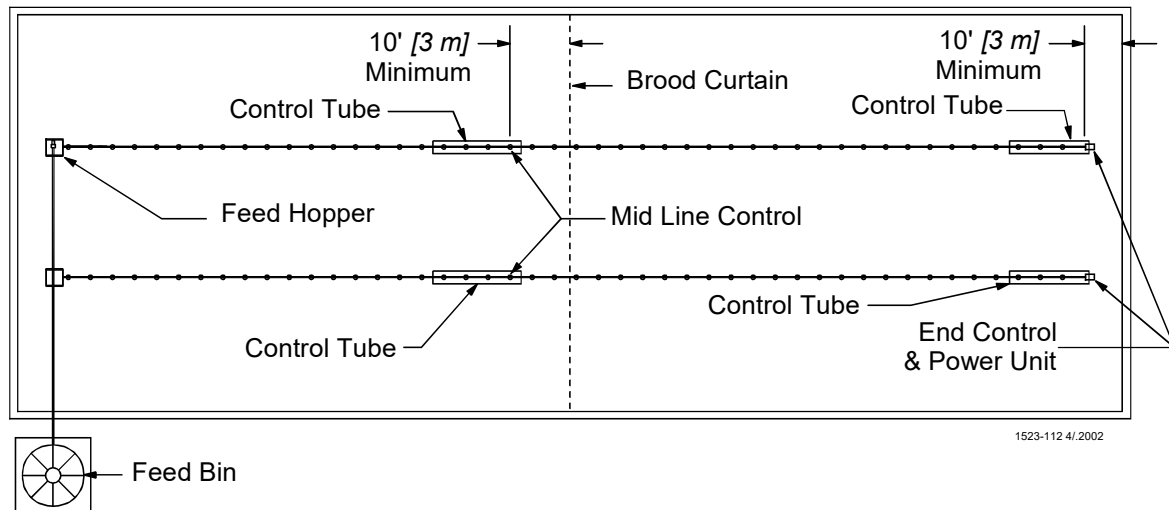 10' [3 m]
Minimum
10' [3 m]
Minimum
Brood Curtain
Control Tube
Control Tube
Feed Hopper
Mid Line Control
Control Tube
Control Tube
End Control
& Power Unit
1523-112 4/.2002
Feed Bin